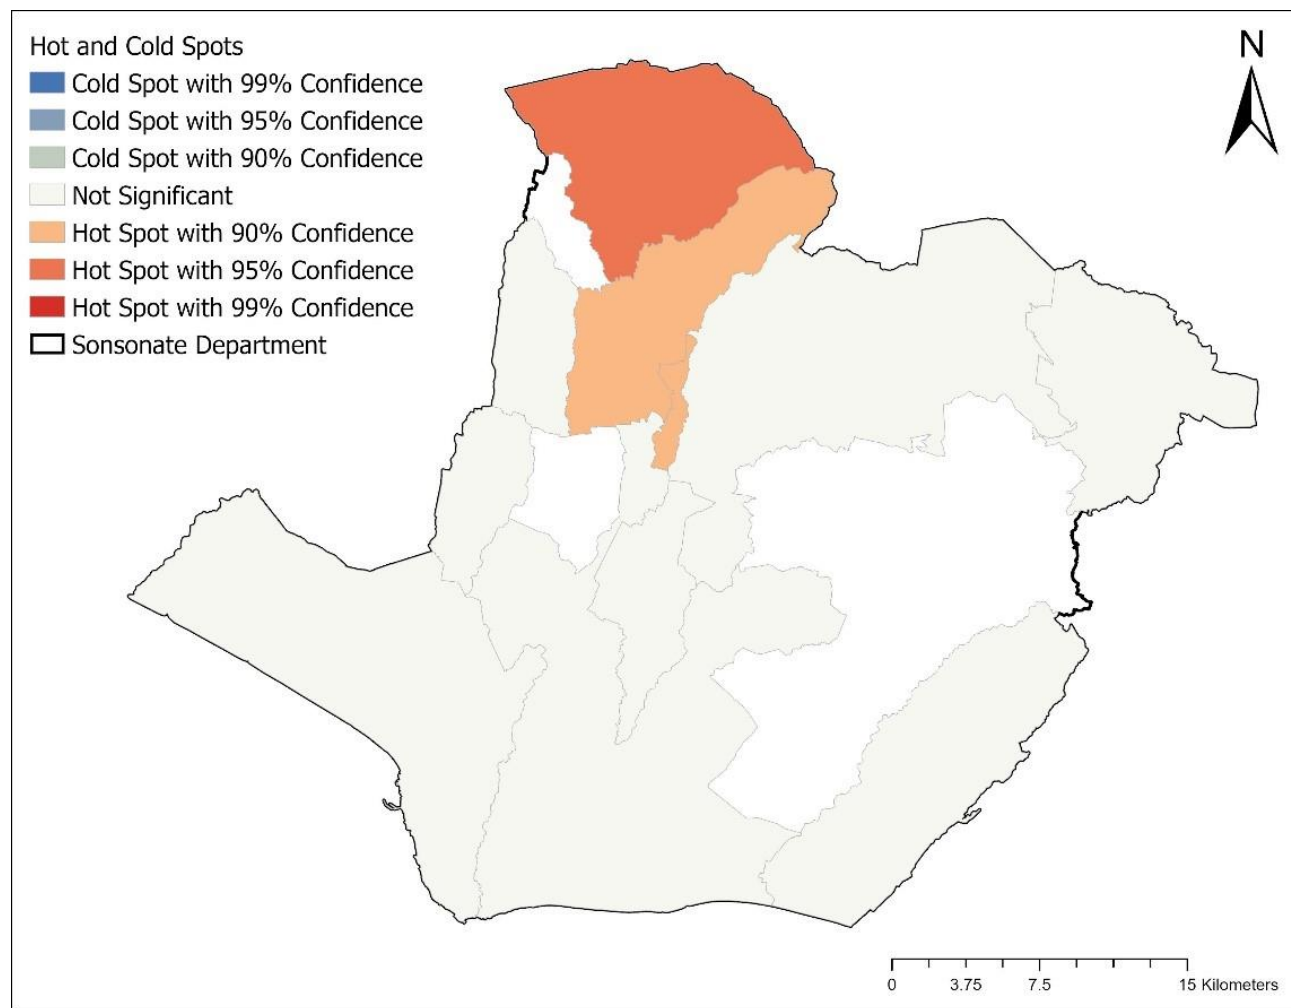 Hot and Cold Spots
Cold Spot with 99% Confidence
Cold Spot with 95% Confidence
Cold Spot with 90% Confidence
Not Significant
Hot Spot with 90% Confidence
Hot Spot with 95% Confidence
Hot Spot with 99% Confidence
Sonsonate Department
N
0 3.75 7.5 15 Kilometers